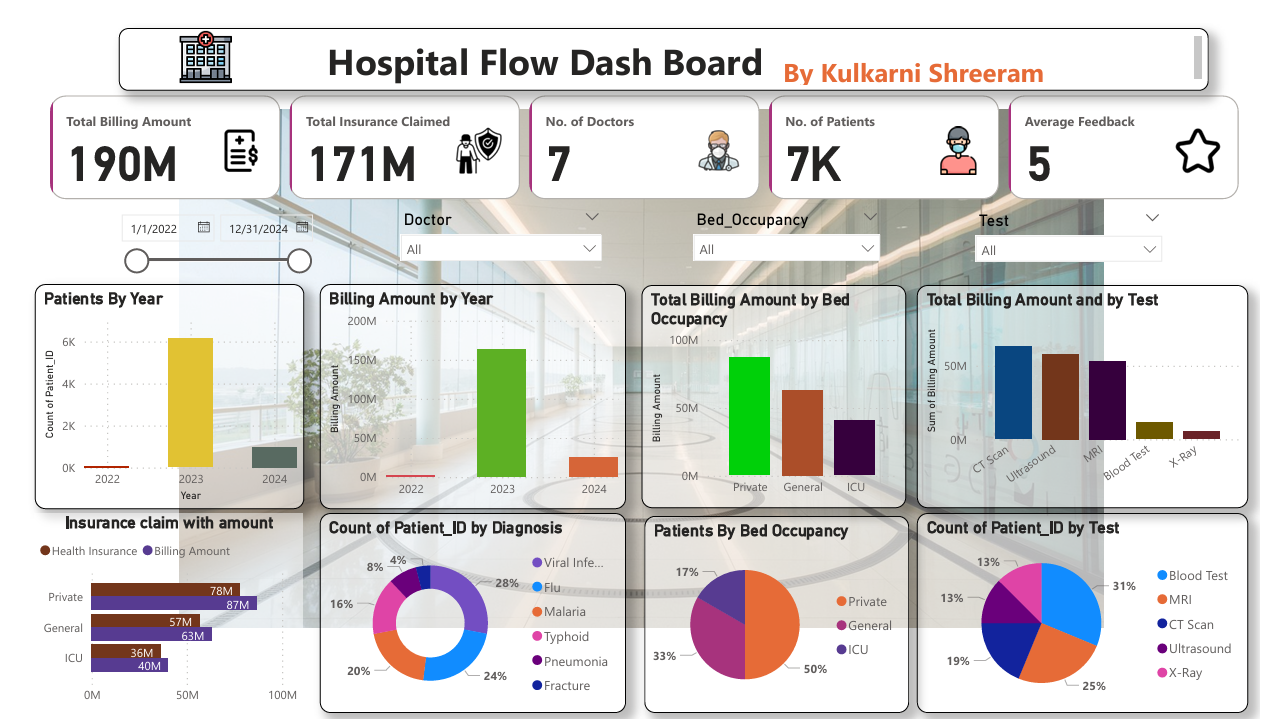 Hospital Flow Dash Board
By Kulkarni Shreeram
Total Billing Amount
190M
Total Insurance Claimed
171M
No. of Doctors
7
No. of Patients
7K
Average Feedback
5
1/1/2022
12/31/2024
Doctor
All
Bed_Occupancy
All
Test
All
Patients By Year
Count of Patient_ID
6K
4K
2K
0K
2022
2023
2024
Year
Billing Amount by Year
Billing Amount
200M
150M
100M
50M
0M
2022
2023
2024
Total Billing Amount by Bed
Occupancy
Billing Amount
100M
50M
0M
Private
General
ICU
Total Billing Amount and by Test
Sum of Billing Amount
50M
0M
CT Scan
Ultrasound
MRI
Blood Test
X-Ray
Insurance claim with amount
Health Insurance
Billing Amount
Private
78M
87M
General
57M
63M
ICU
36M
40M
0M
50M
100M
Count of Patient_ID by Diagnosis
28%
24%
20%
16%
8%
4%
Viral Infe...
Flu
Malaria
Typhoid
Pneumonia
Fracture
Patients By Bed Occupancy
50%
33%
17%
Private
General
ICU
Count of Patient_ID by Test
31%
25%
19%
13%
13%
Blood Test
MRI
CT Scan
Ultrasound
X-Ray